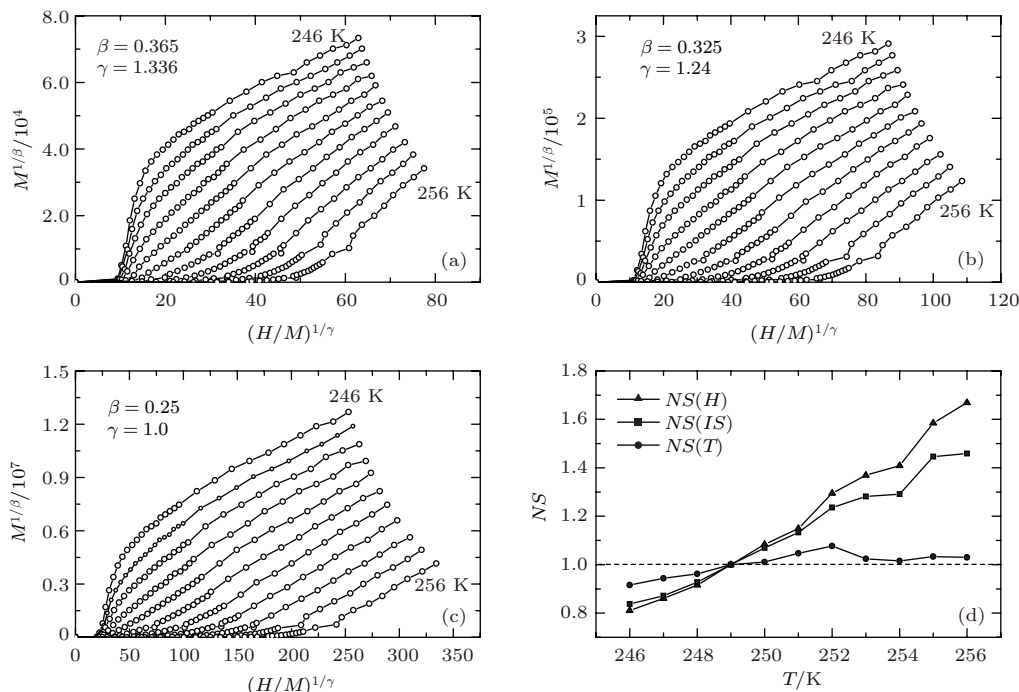 8.0
6.0
4.0
2.0
0
M^{1/β}/10^4
β = 0.365
γ = 1.336
246 K
256 K
(a)
0 20 40 60 80
(H/M)^{1/γ}
3
2
1
0
M^{1/β}/10^5
β = 0.325
γ = 1.24
246 K
256 K
(b)
0 20 40 60 80 100 120
(H/M)^{1/γ}
1.5
1.2
0.9
0.6
0.3
0
M^{1/β}/10^7
β = 0.25
γ = 1.0
246 K
256 K
(c)
0 50 100 150 200 250 300 350
(H/M)^{1/γ}
1.8
1.6
1.4
1.2
1.0
0.8
NS
NS(H)
NS(IS)
NS(T)
(d)
246 248 250 252 254 256
T/K